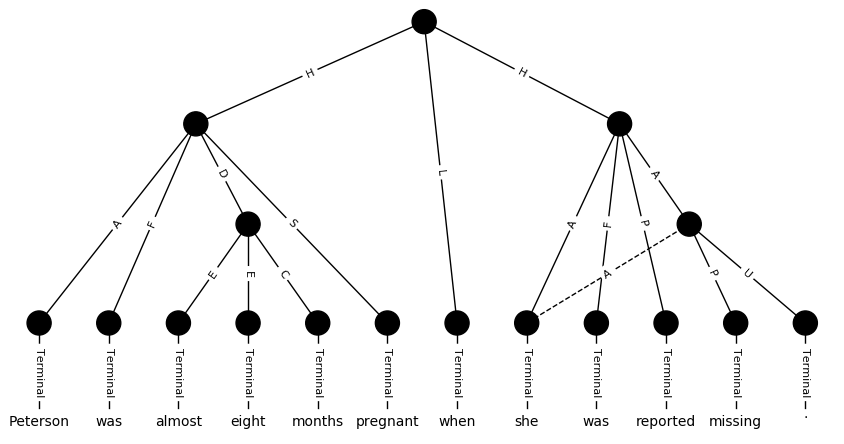 H H
L
D A
A F S A F P
E E C A P U
Terminal Terminal Terminal Terminal Terminal Terminal Terminal Terminal Terminal Terminal Terminal Terminal
Peterson was almost eight months pregnant when she was reported missing .